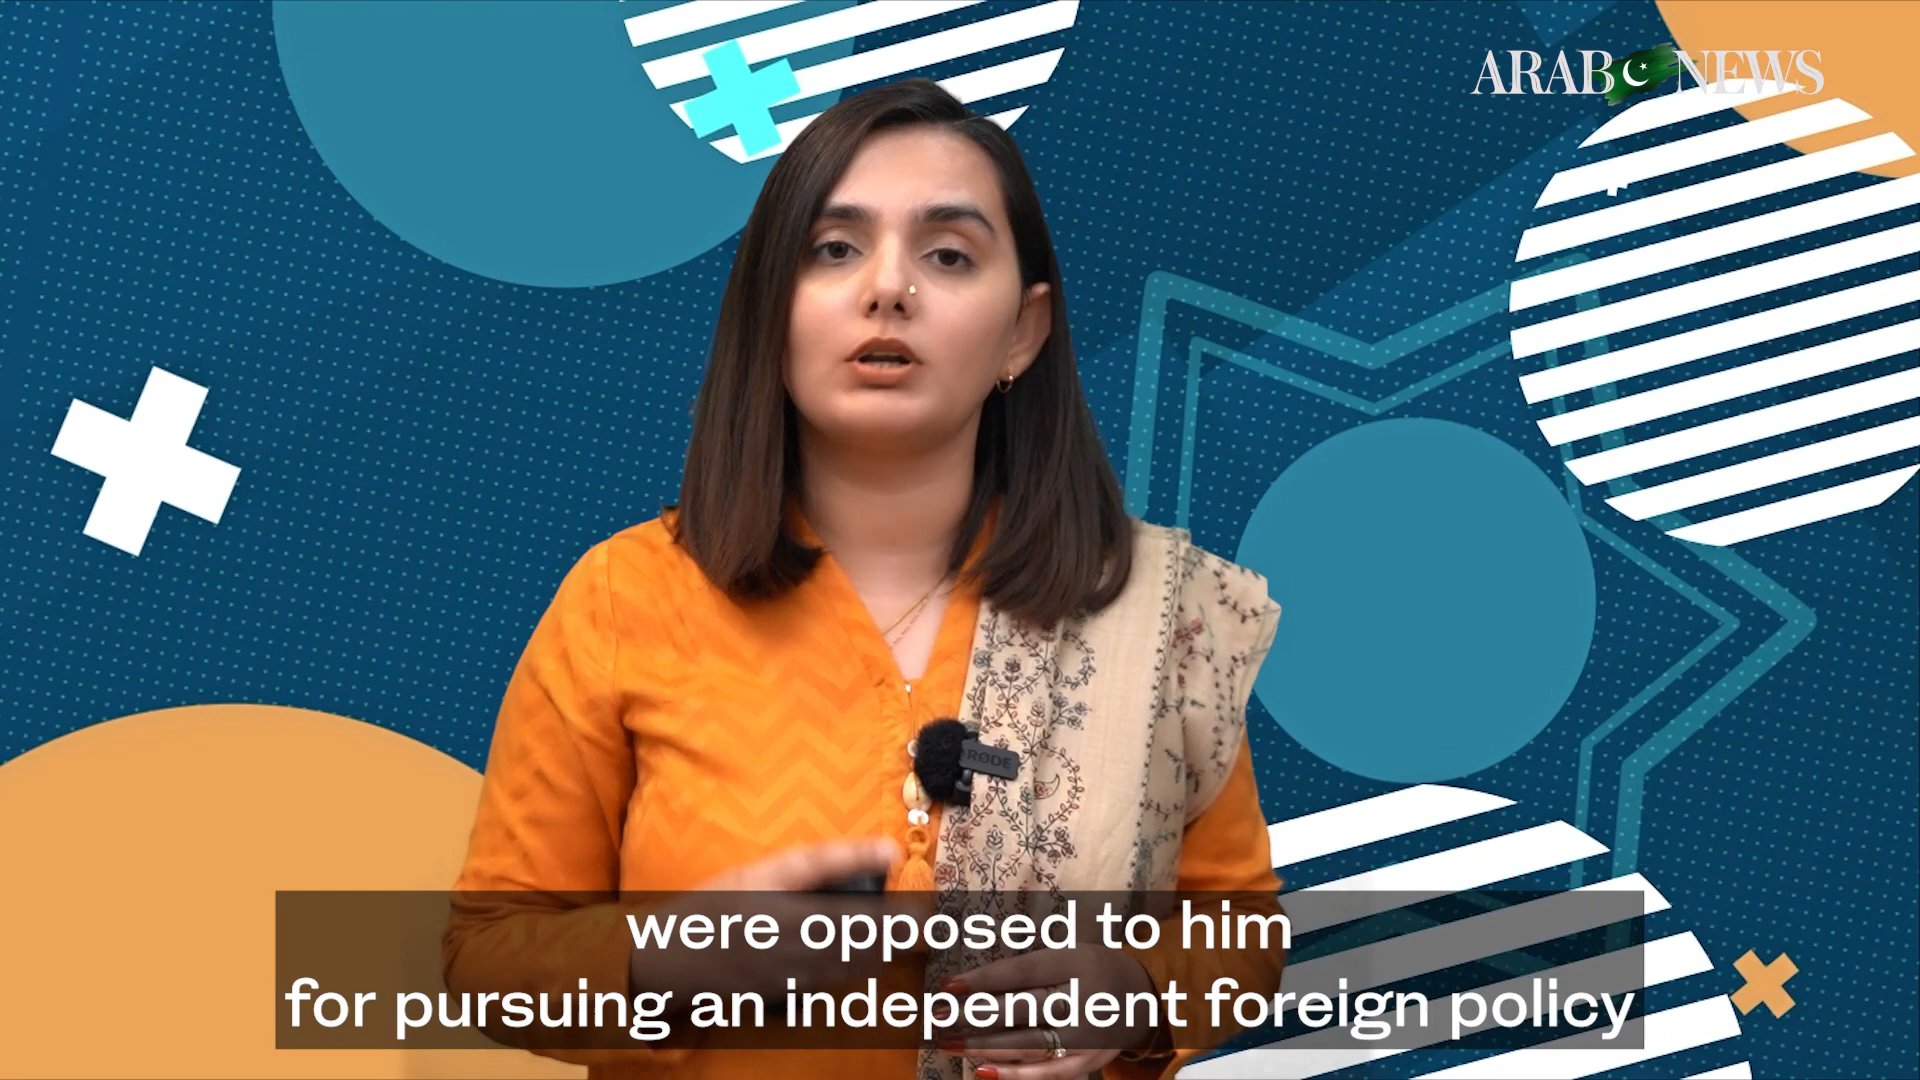 ARAB NEWS
RØDE
were opposed to him
for pursuing an independent foreign policy